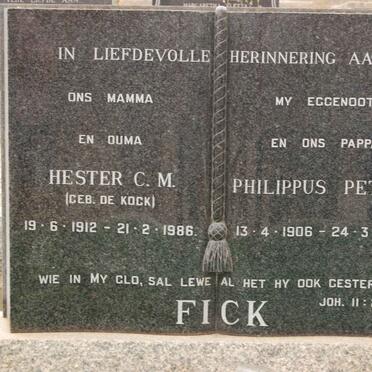 IN LIEFDEVOLLE HERINNERING AA
ONS MAMMA
EN OUMA
HESTER C. M.
(GEB. DE KOCK)
19 · 6 · 1912 – 21 · 2 · 1986.
MY EGGENOOT
EN ONS PAPP
PHILIPPUS PE
13 · 4 · 1906 – 24 · 3
WIE IN MY GLO, SAL LEWE AL HET HY OOK GESTER
JOH. 11:
FICK